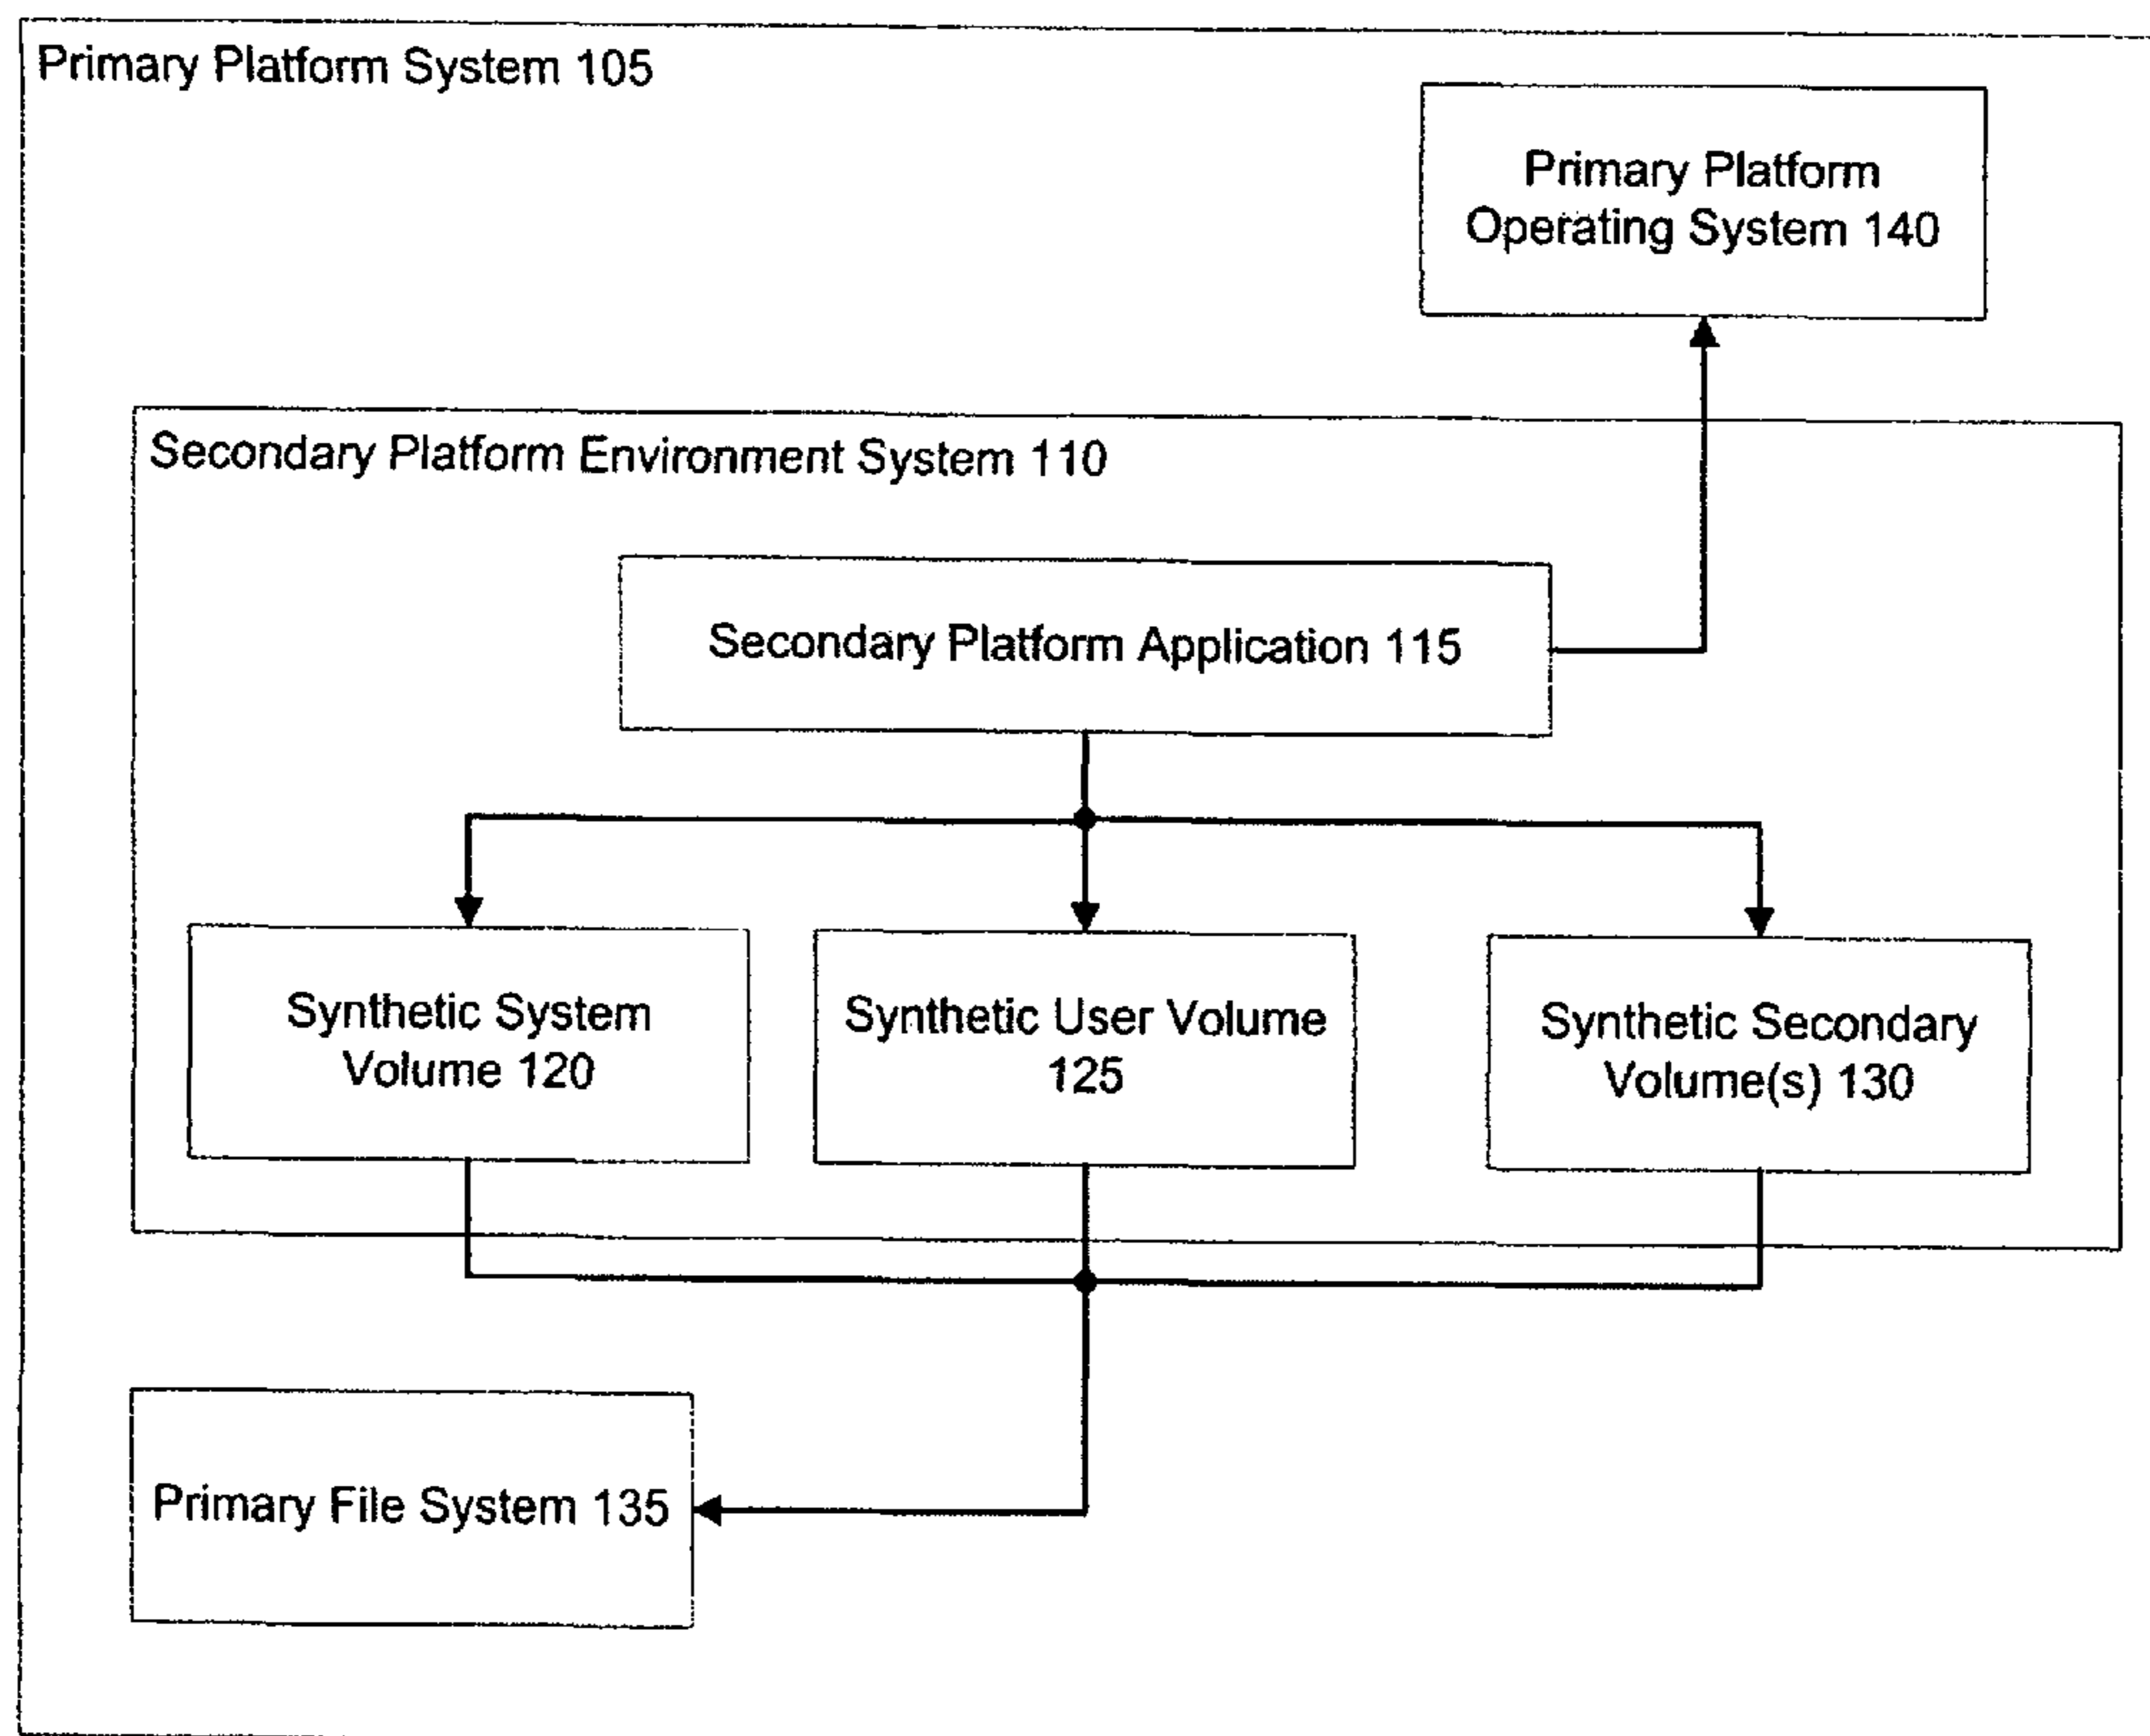 Primary Platform System 105
Primary Platform
Operating System 140
Secondary Platform Environment System 110
Secondary Platform Application 115
Synthetic System
Volume 120
Synthetic User Volume
125
Synthetic Secondary
Volume(s) 130
Primary File System 135